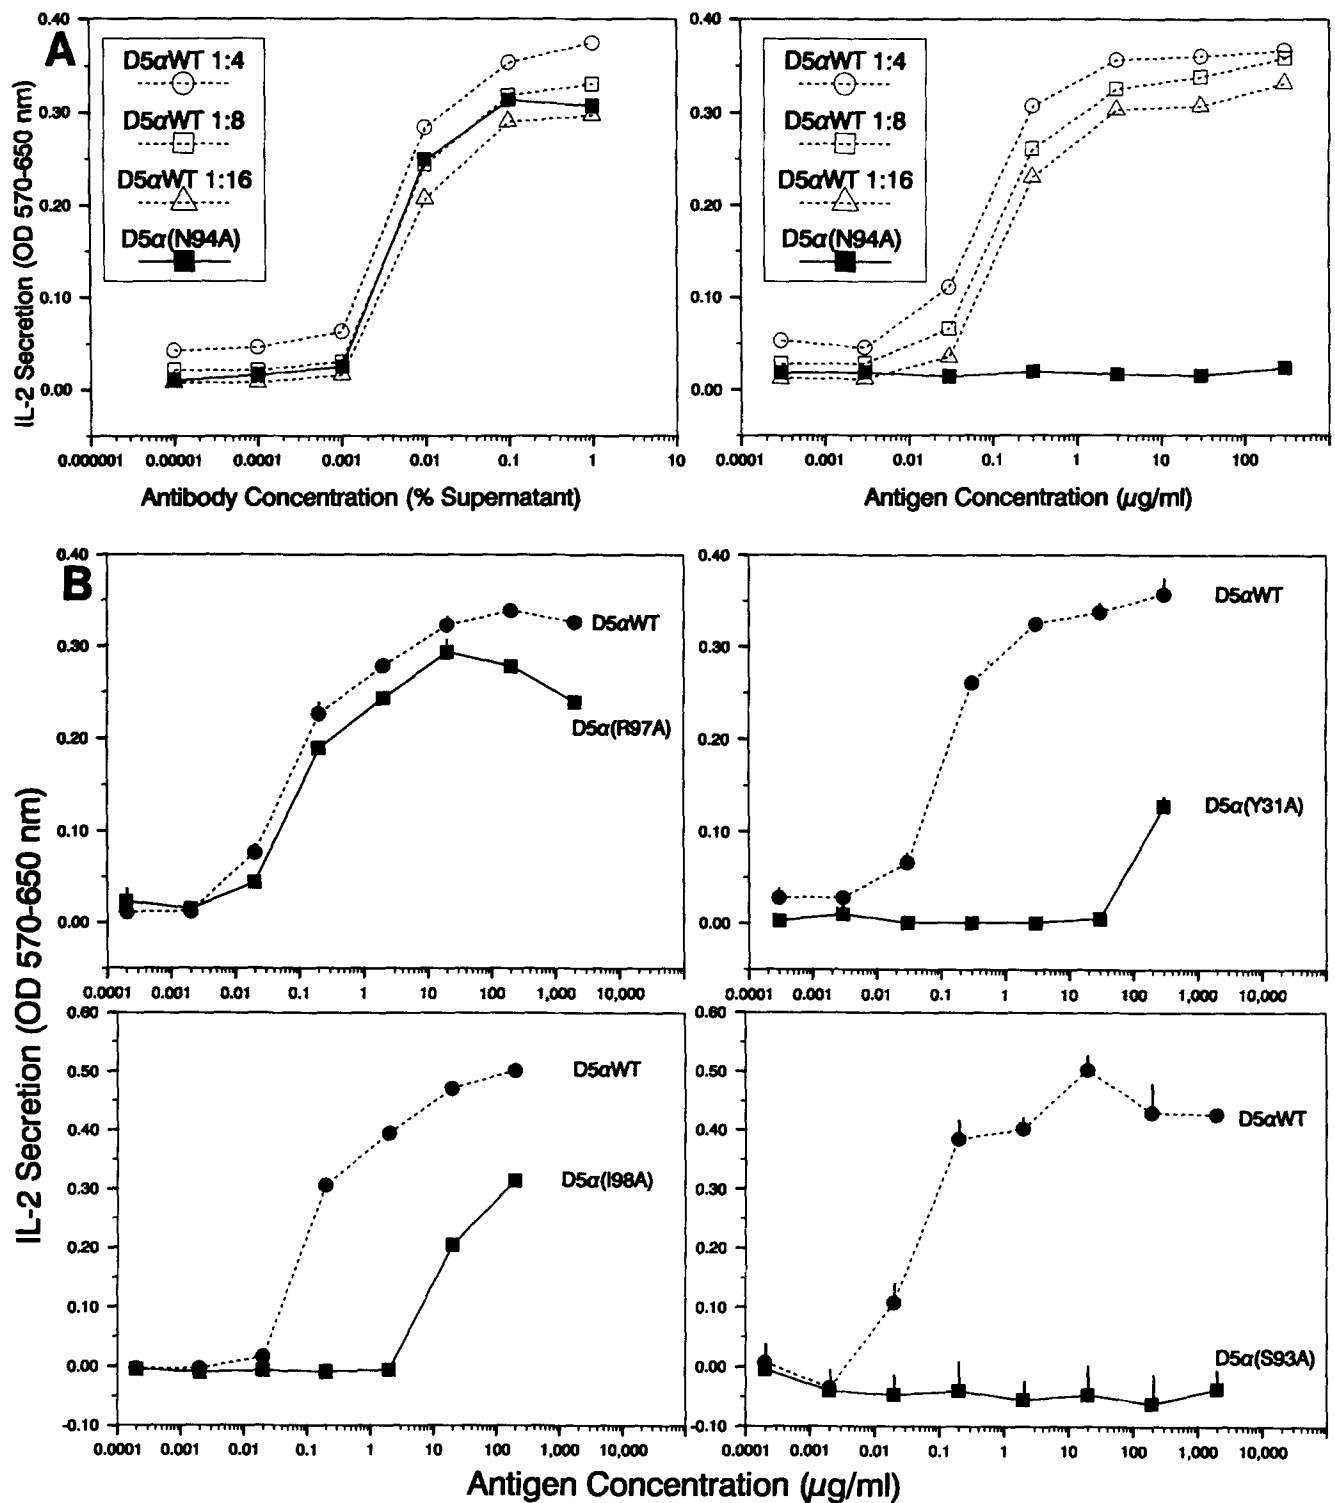 A
IL-2 Secretion (OD 570-650 nm)
0.40
0.30
0.20
0.10
0.00
D5αWT 1:4
D5αWT 1:8
D5αWT 1:16
D5α(N94A)
0.000001 0.00001 0.0001 0.001 0.01 0.1 1 10
Antibody Concentration (% Supernatant)
0.40
0.30
0.20
0.10
0.00
D5αWT 1:4
D5αWT 1:8
D5αWT 1:16
D5α(N94A)
0.0001 0.001 0.01 0.1 1 10 100
Antigen Concentration (μg/ml)
B
IL-2 Secretion (OD 570-650 nm)
0.40
0.30
0.20
0.10
0.00
D5αWT
D5α(R97A)
0.0001 0.001 0.01 0.1 1 10 100 1,000 10,000
0.40
0.30
0.20
0.10
0.00
D5αWT
D5α(Y31A)
0.0001 0.001 0.01 0.1 1 10 100 1,000 10,000
0.60
0.50
0.40
0.30
0.20
0.10
0.00
-0.10
D5αWT
D5α(I98A)
0.0001 0.001 0.01 0.1 1 10 100 1,000 10,000
0.60
0.50
0.40
0.30
0.20
0.10
0.00
-0.10
D5αWT
D5α(S93A)
0.0001 0.001 0.01 0.1 1 10 100 1,000 10,000
Antigen Concentration (μg/ml)